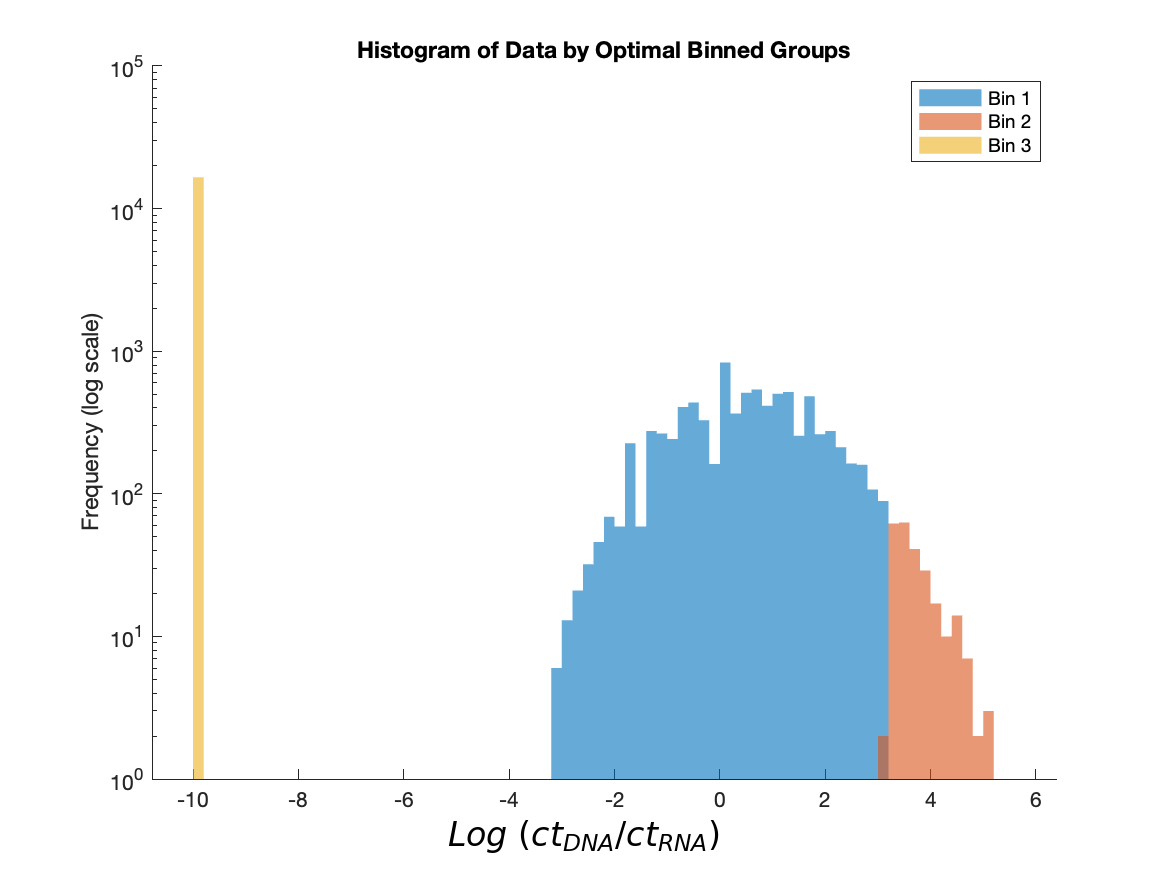 Histogram of Data by Optimal Binned Groups
10^5
Bin 1
Bin 2
Bin 3
10^4
10^3
Frequency (log scale)
10^2
10^1
10^0
-10 -8 -6 -4 -2 0 2 4 6
Log (ct_DNA/ct_RNA)